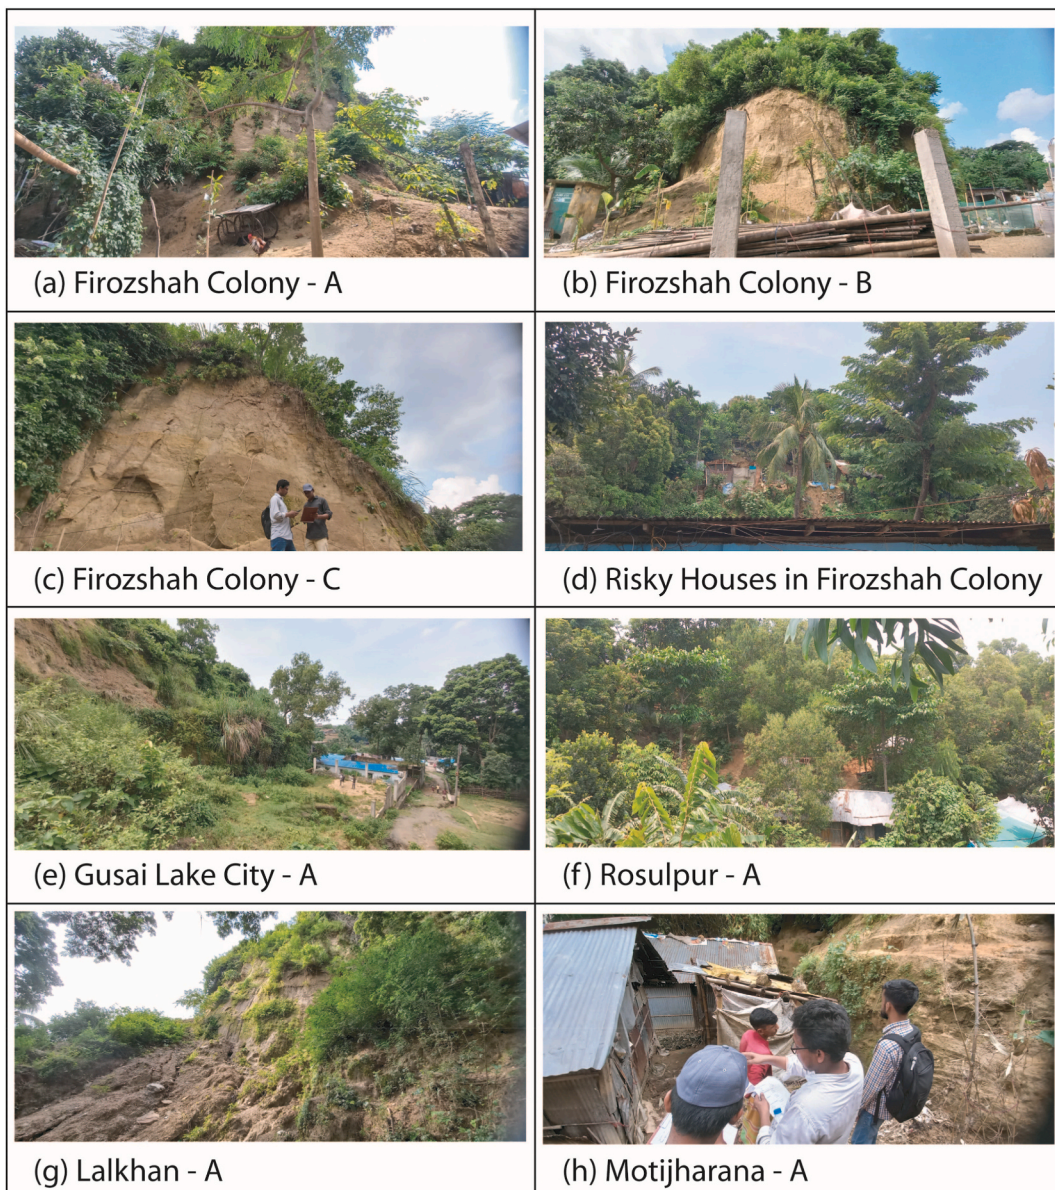 (a) Firozshah Colony - A
(b) Firozshah Colony - B
(c) Firozshah Colony - C
(d) Risky Houses in Firozshah Colony
(e) Gusai Lake City - A
(f) Rosulpur - A
(g) Lalkhan - A
(h) Motijharana - A